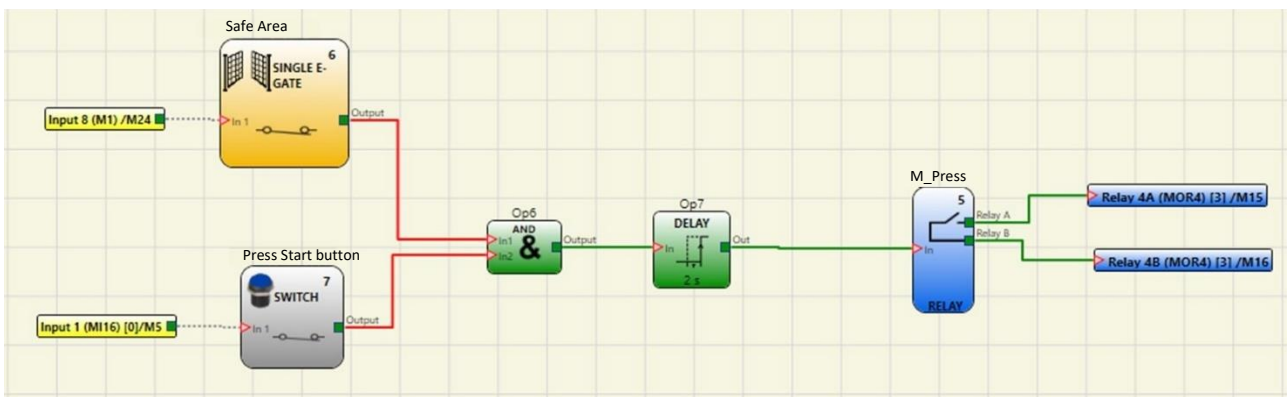 Safe Area
6
SINGLE E-
GATE
Input 8 (M1) /M24
In 1
Output
Press Start button
7
SWITCH
Input 1 (MI16) [0]/M5
In 1
Output
Op6
AND
&
In1
In2
Output
Op7
DELAY
In
Out
2 s
M_Press
5
Relay A
Relay B
In
RELAY
Relay 4A (MOR4) [3] /M15
Relay 4B (MOR4) [3] /M16